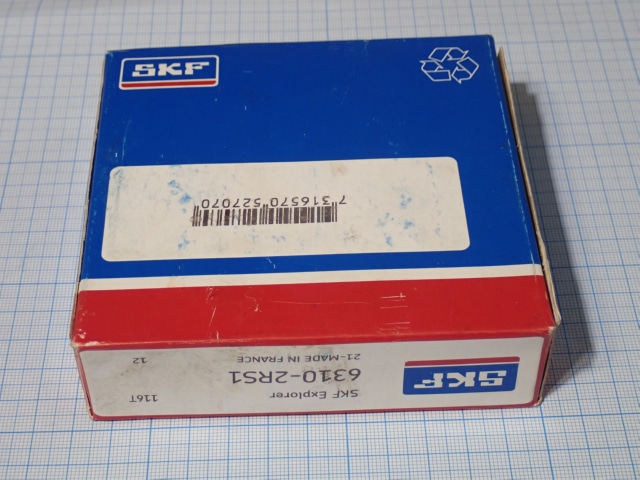 SKF
7 316570 527070
SKF
SKF Explorer
6310-2RS1
21-MADE IN FRANCE
116T
12